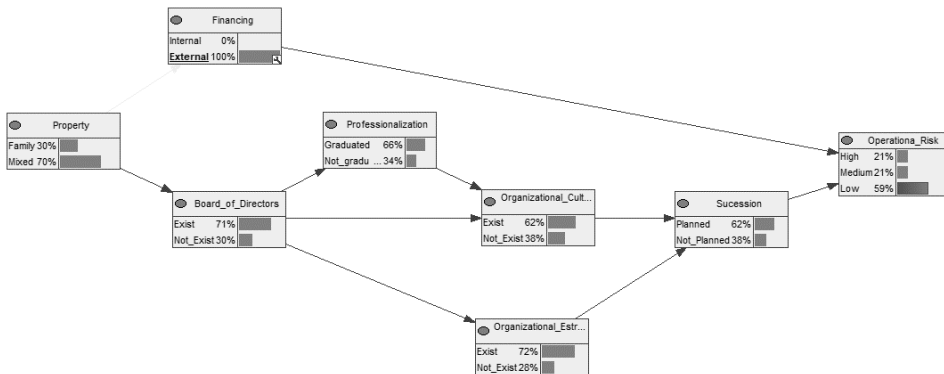 Financing
Internal 0%
External 100%
Property
Family 30%
Mixed 70%
Professionalization
Graduated 66%
Not_gradu ... 34%
Operationa_Risk
High 21%
Medium 21%
Low 59%
Board_of_Directors
Exist 71%
Not_Exist 30%
Organizational_Cult...
Exist 62%
Not_Exist 38%
Sucession
Planned 62%
Not_Planned 38%
Organizational_Estr...
Exist 72%
Not_Exist 28%